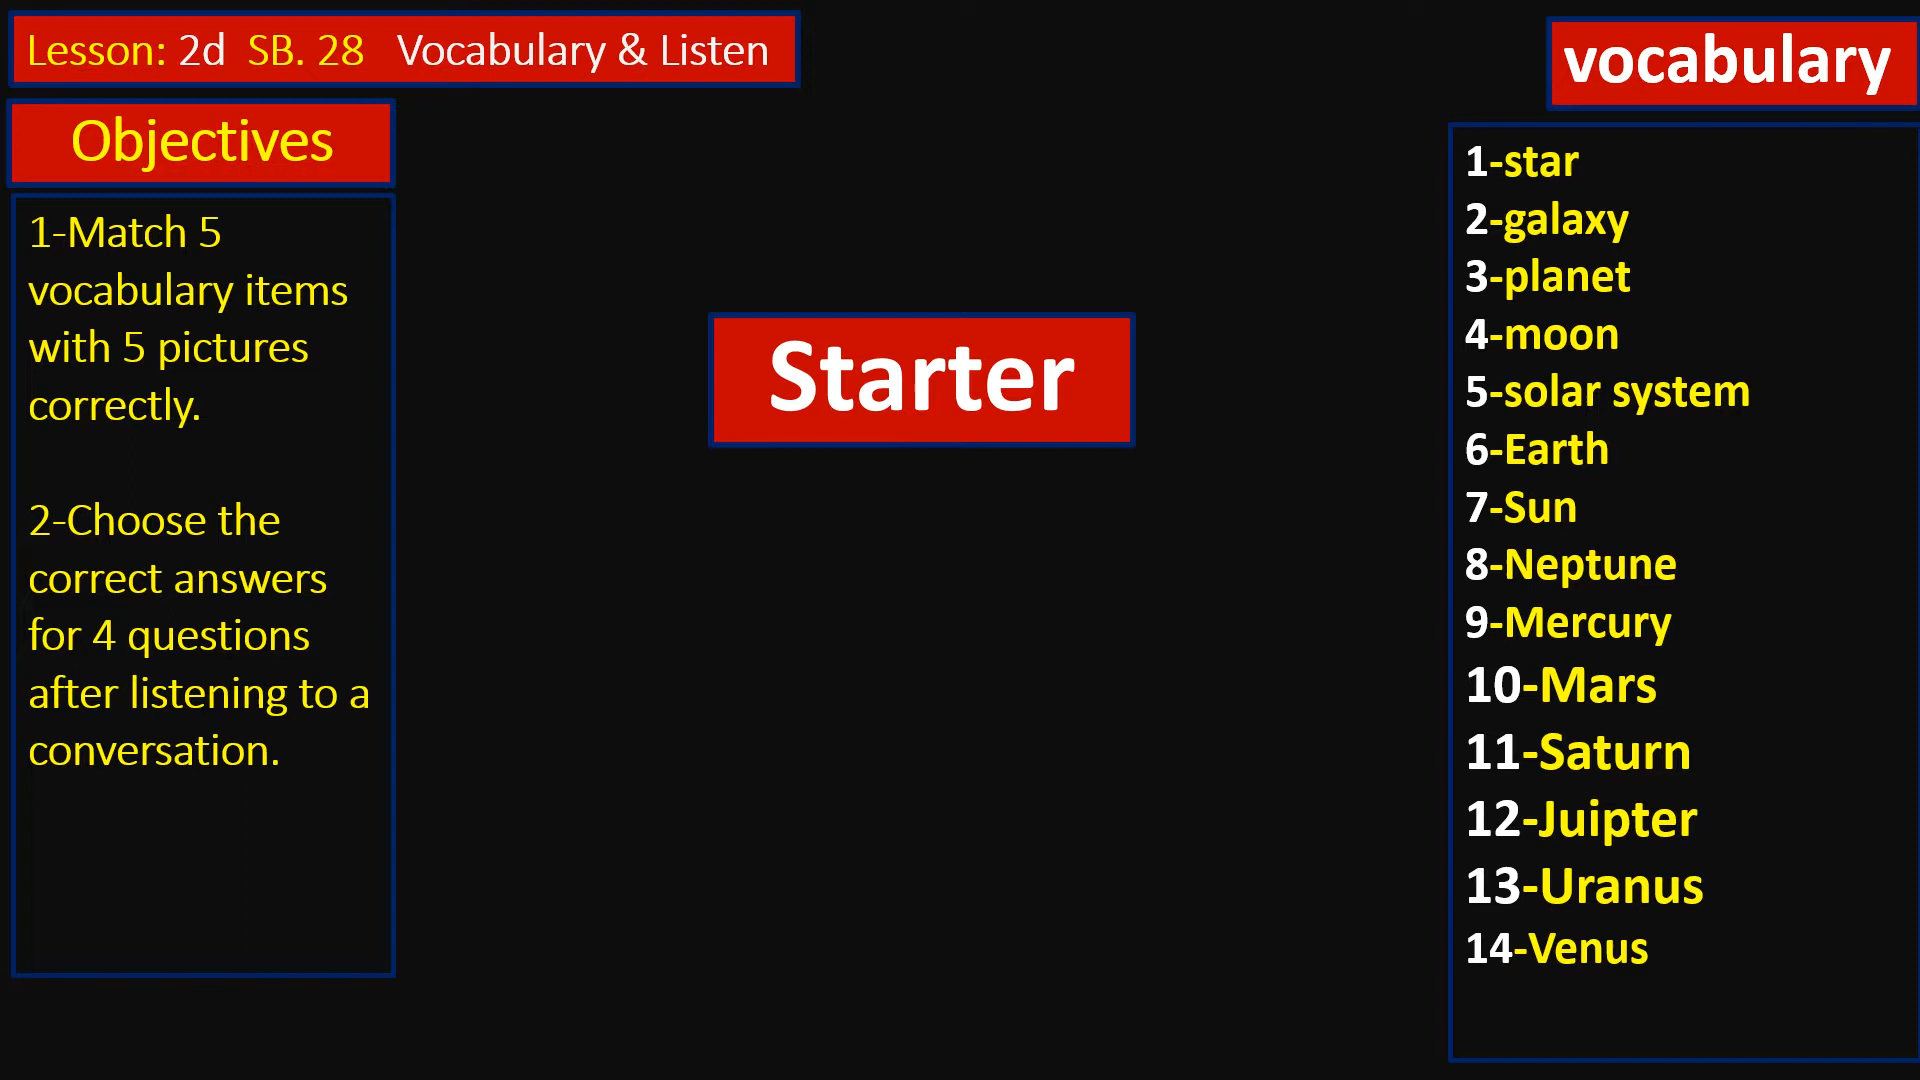 Lesson: 2d SB. 28 Vocabulary & Listen
Objectives
1-Match 5
vocabulary items
with 5 pictures
correctly.
2-Choose the
correct answers
for 4 questions
after listening to a
conversation.
Starter
vocabulary
1-star
2-galaxy
3-planet
4-moon
5-solar system
6-Earth
7-Sun
8-Neptune
9-Mercury
10-Mars
11-Saturn
12-Juipter
13-Uranus
14-Venus